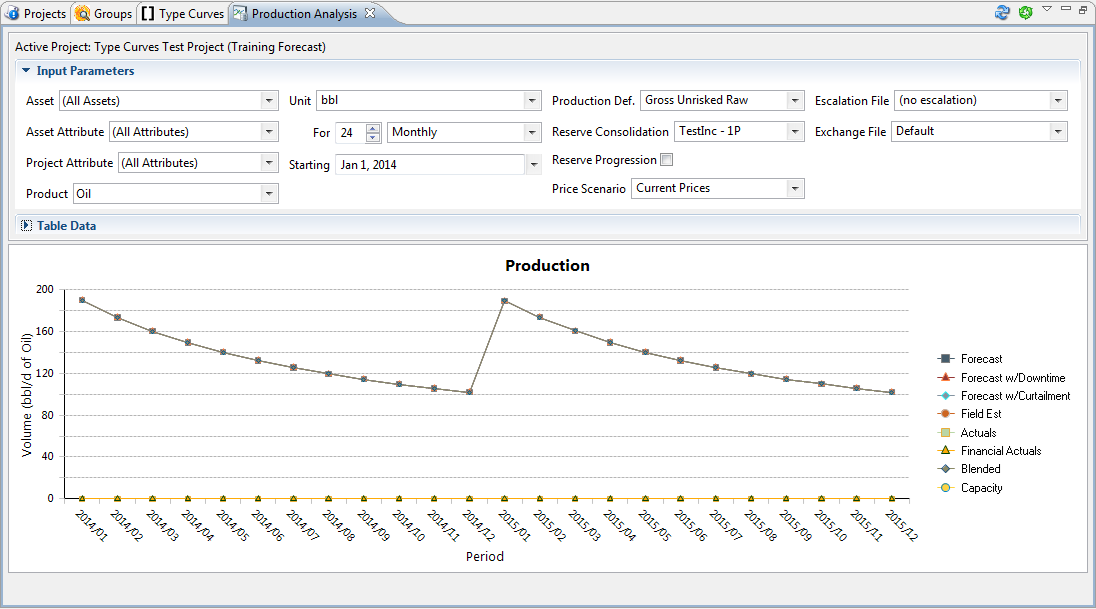 Projects Groups Type Curves Production Analysis
Active Project: Type Curves Test Project (Training Forecast)
Input Parameters
Asset (All Assets) Unit bbl Production Def. Gross Unrisked Raw Escalation File (no escalation)
Asset Attribute (All Attributes) For 24 Monthly Reserve Consolidation TestInc - 1P Exchange File Default
Project Attribute (All Attributes) Starting Jan 1, 2014 Reserve Progression
Product Oil Price Scenario Current Prices
Table Data
Production
Volume (bbl/d of Oil)
200
160
120
80
40
0
2014/01 2014/02 2014/03 2014/04 2014/05 2014/06 2014/07 2014/08 2014/09 2014/10 2014/11 2014/12 2015/01 2015/02 2015/03 2015/04 2015/05 2015/06 2015/07 2015/08 2015/09 2015/10 2015/11 2015/12
Period
Forecast
Forecast w/Downtime
Forecast w/Curtailment
Field Est
Actuals
Financial Actuals
Blended
Capacity